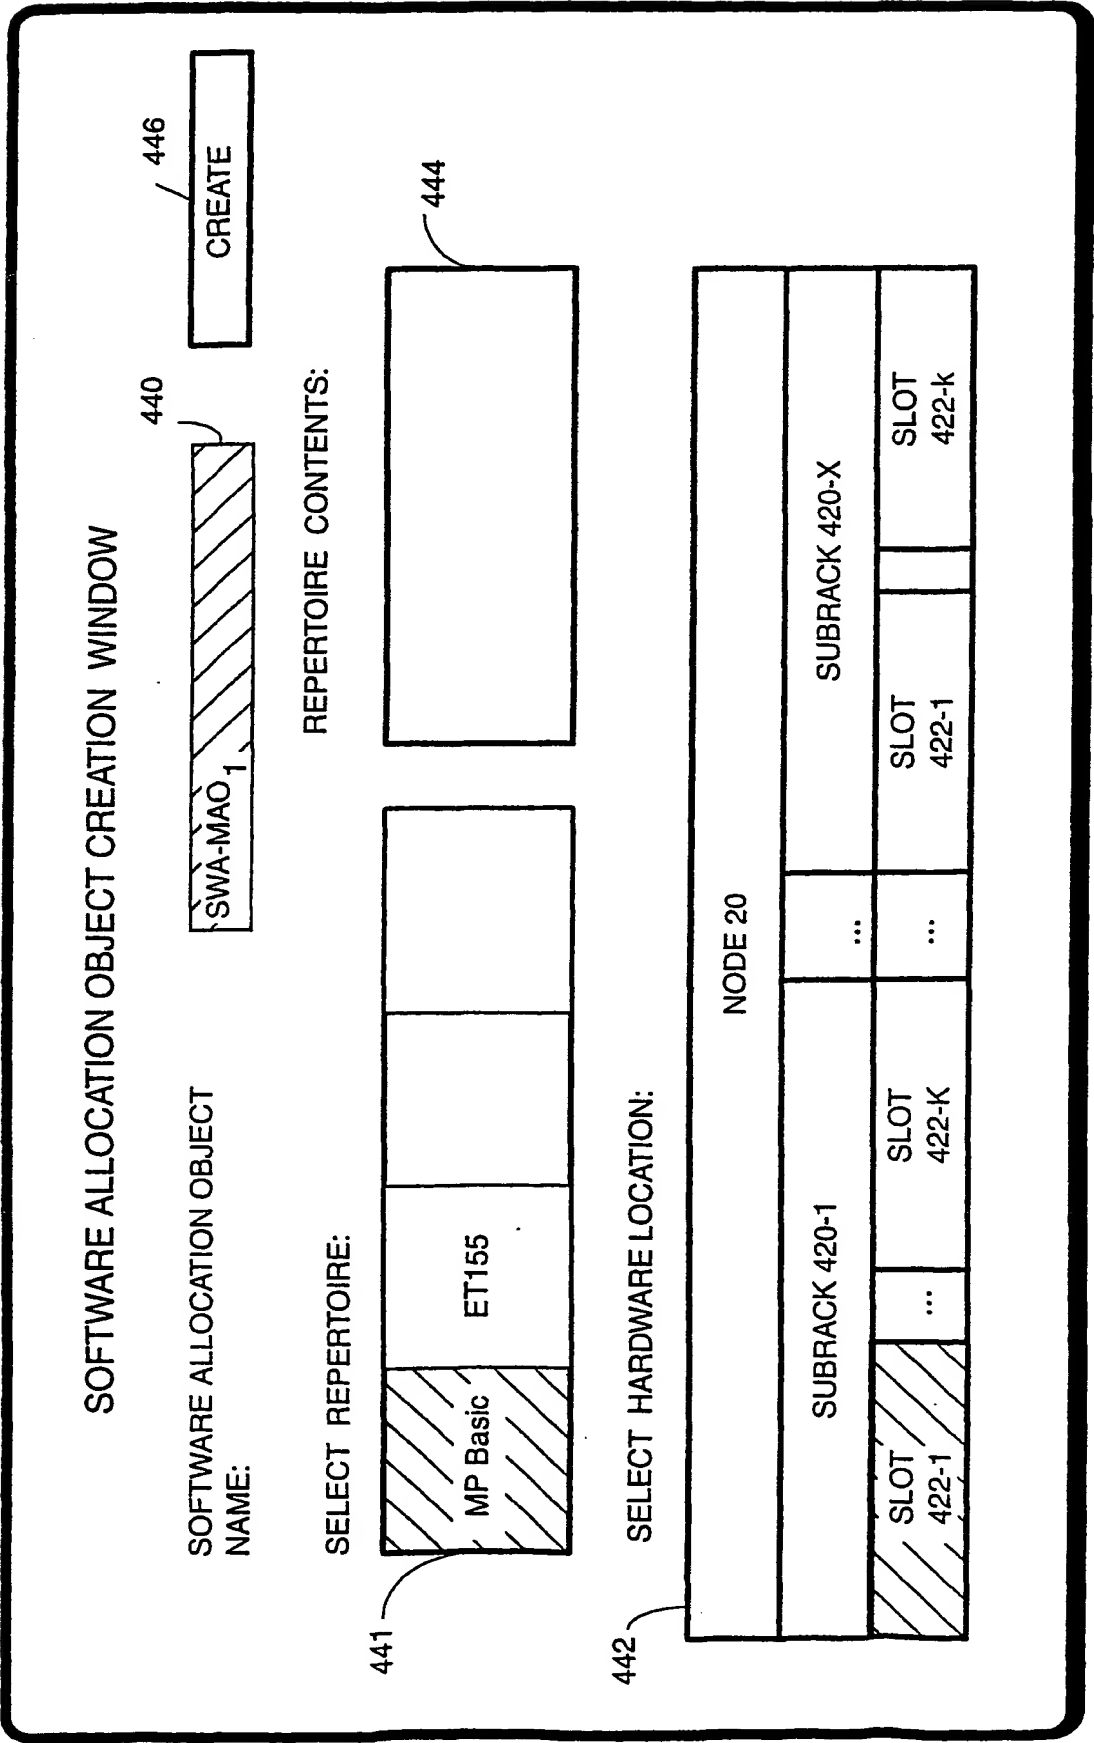 SOFTWARE ALLOCATION OBJECT CREATION WINDOW
SOFTWARE ALLOCATION OBJECT
NAME:
SWA-MAO1
440
CREATE
446
SELECT REPERTOIRE:
REPERTOIRE CONTENTS:
441
MP Basic
ET155
444
SELECT HARDWARE LOCATION:
442
NODE 20
SUBRACK 420-1
...
SUBRACK 420-X
SLOT
422-1
...
SLOT
422-K
...
SLOT
422-1
SLOT
422-k